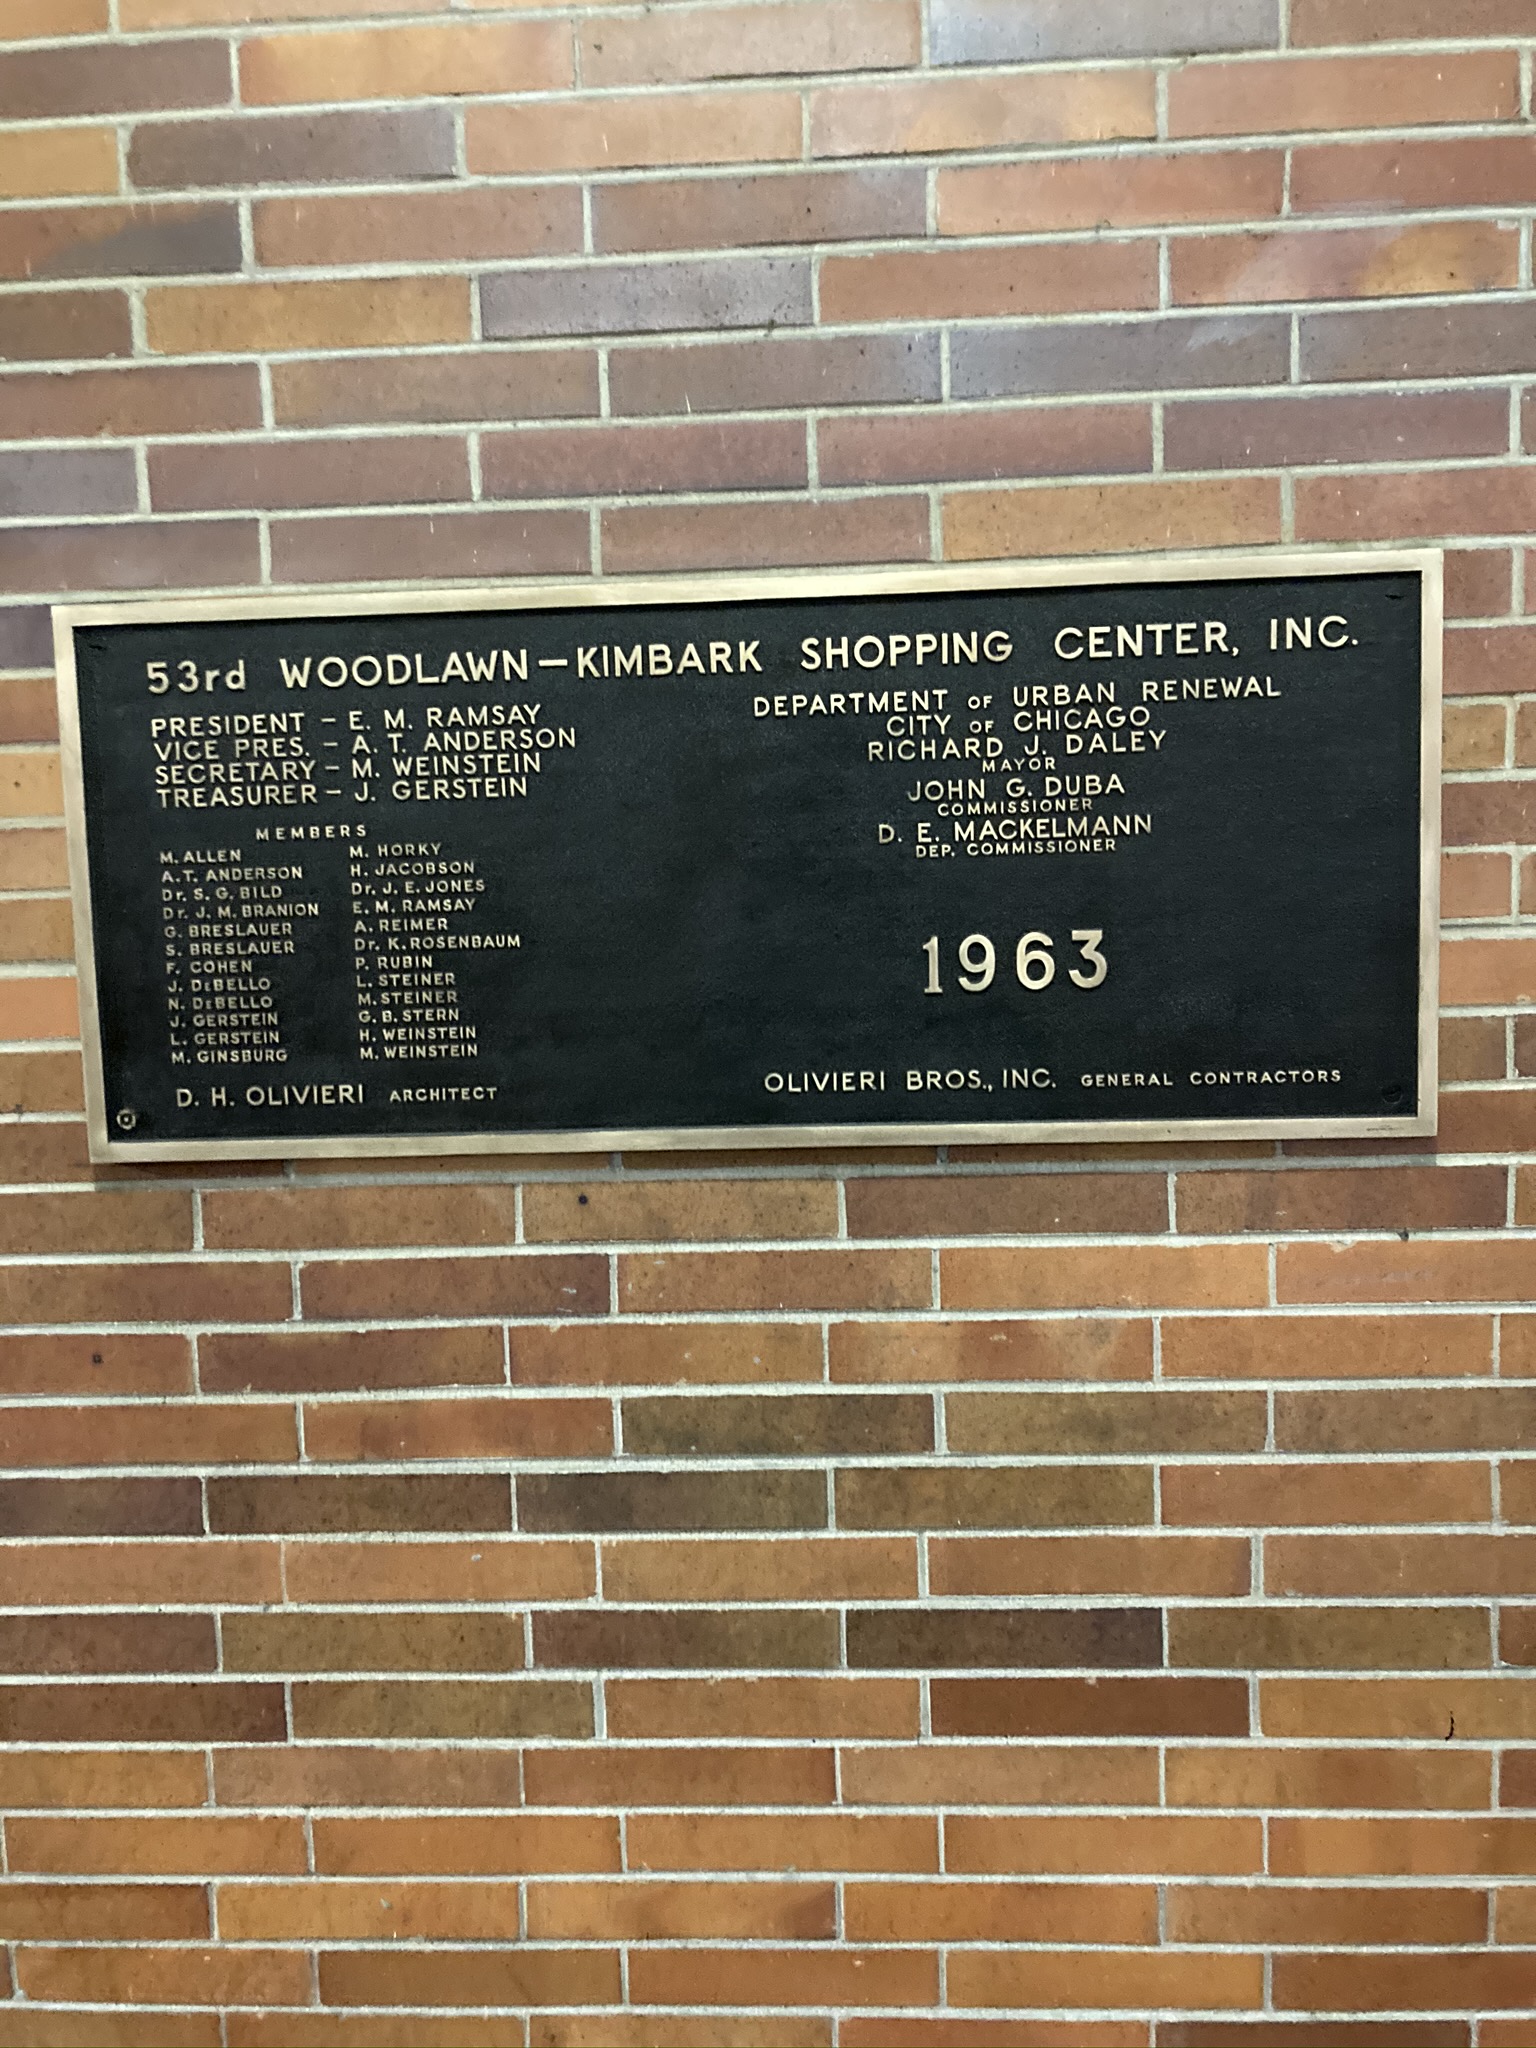 53rd WOODLAWN–KIMBARK SHOPPING CENTER, INC.
PRESIDENT – E. M. RAMSAY
VICE PRES. – A. T. ANDERSON
SECRETARY – M. WEINSTEIN
TREASURER – J. GERSTEIN
MEMBERS
M. ALLEN
A.T. ANDERSON
Dr. S. G. BILD
Dr. J. M. BRANION
G. BRESLAUER
S. BRESLAUER
F. COHEN
J. DeBELLO
N. DeBELLO
J. GERSTEIN
L. GERSTEIN
M. GINSBURG
M. HORKY
H. JACOBSON
Dr. J. E. JONES
E. M. RAMSAY
A. REIMER
Dr. K. ROSENBAUM
P. RUBIN
L. STEINER
M. STEINER
G. B. STERN
H. WEINSTEIN
M. WEINSTEIN
D. H. OLIVIERI ARCHITECT
DEPARTMENT OF URBAN RENEWAL
CITY OF CHICAGO
RICHARD J. DALEY
MAYOR
JOHN G. DUBA
COMMISSIONER
D. E. MACKELMANN
DEP. COMMISSIONER
1963
OLIVIERI BROS., INC. GENERAL CONTRACTORS